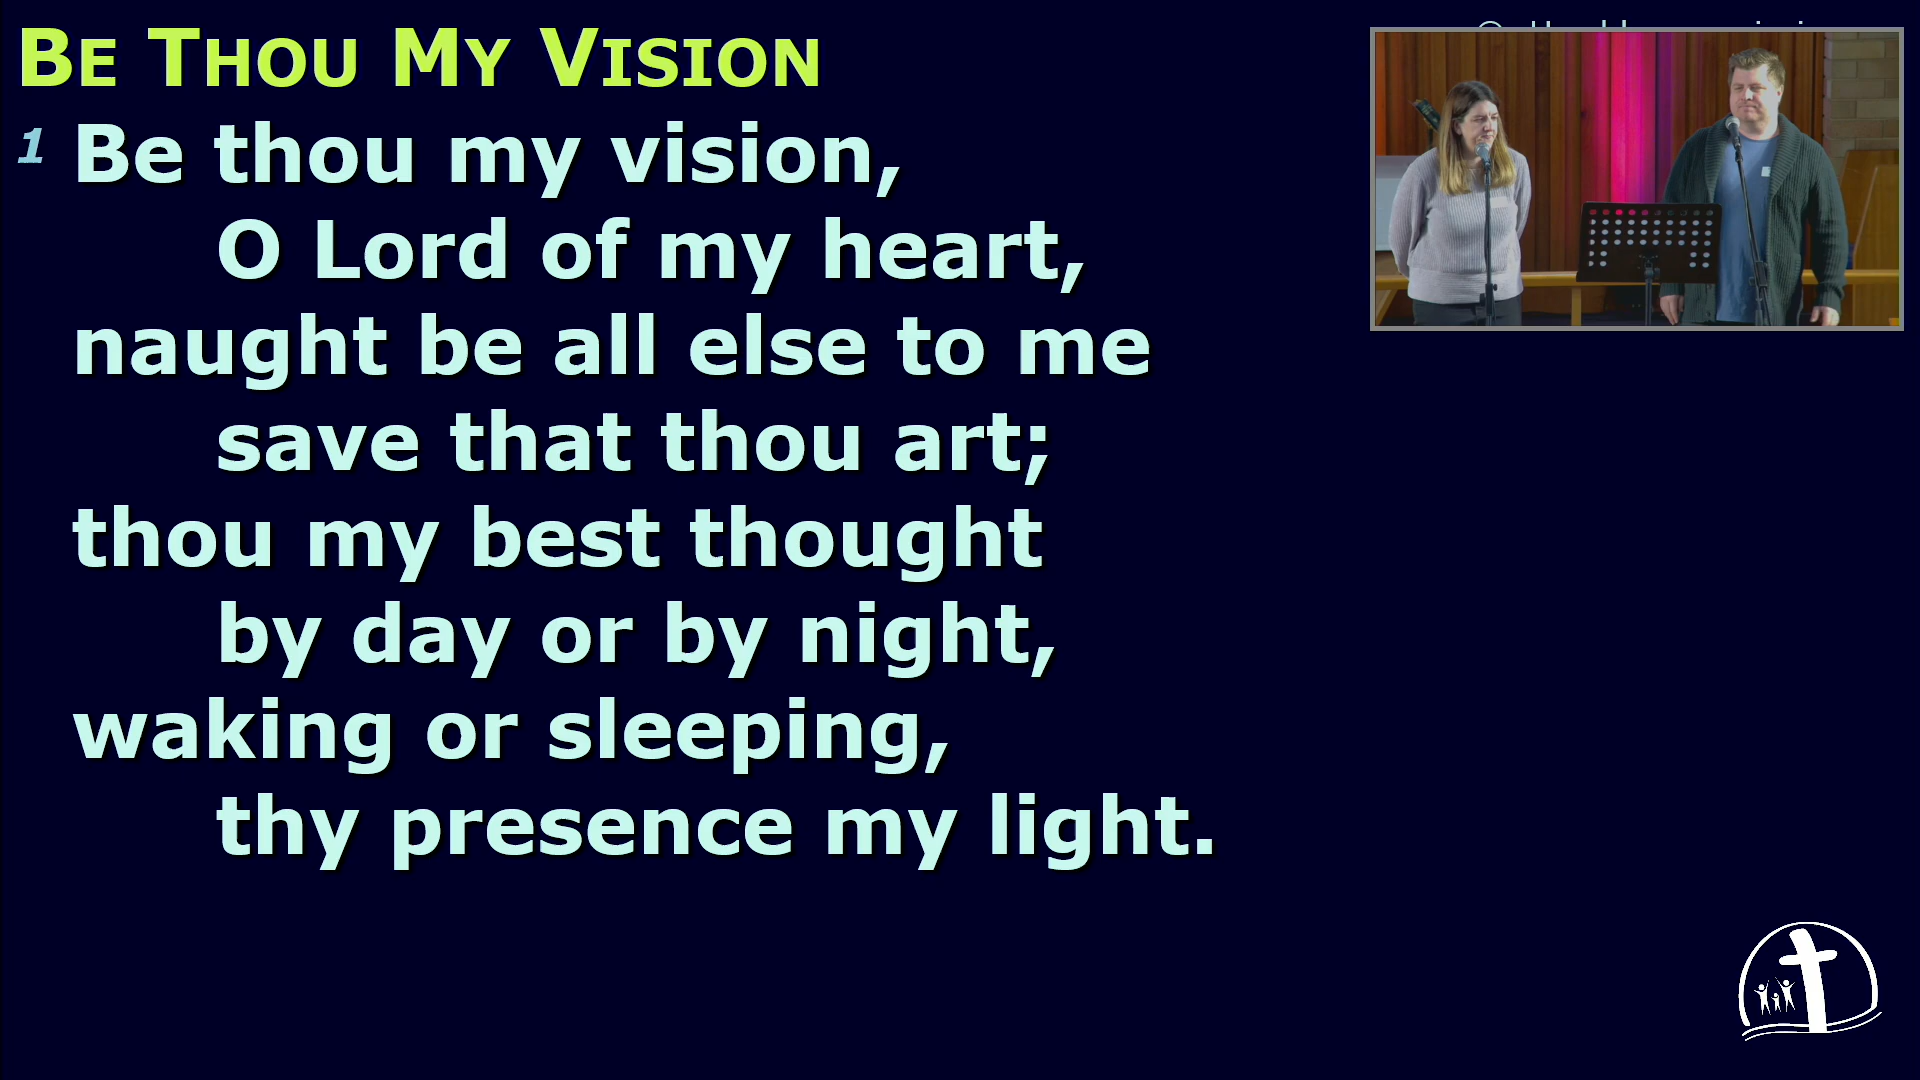 BE THOU MY VISION
1 Be thou my vision,
O Lord of my heart,
naught be all else to me
save that thou art;
thou my best thought
by day or by night,
waking or sleeping,
thy presence my light.